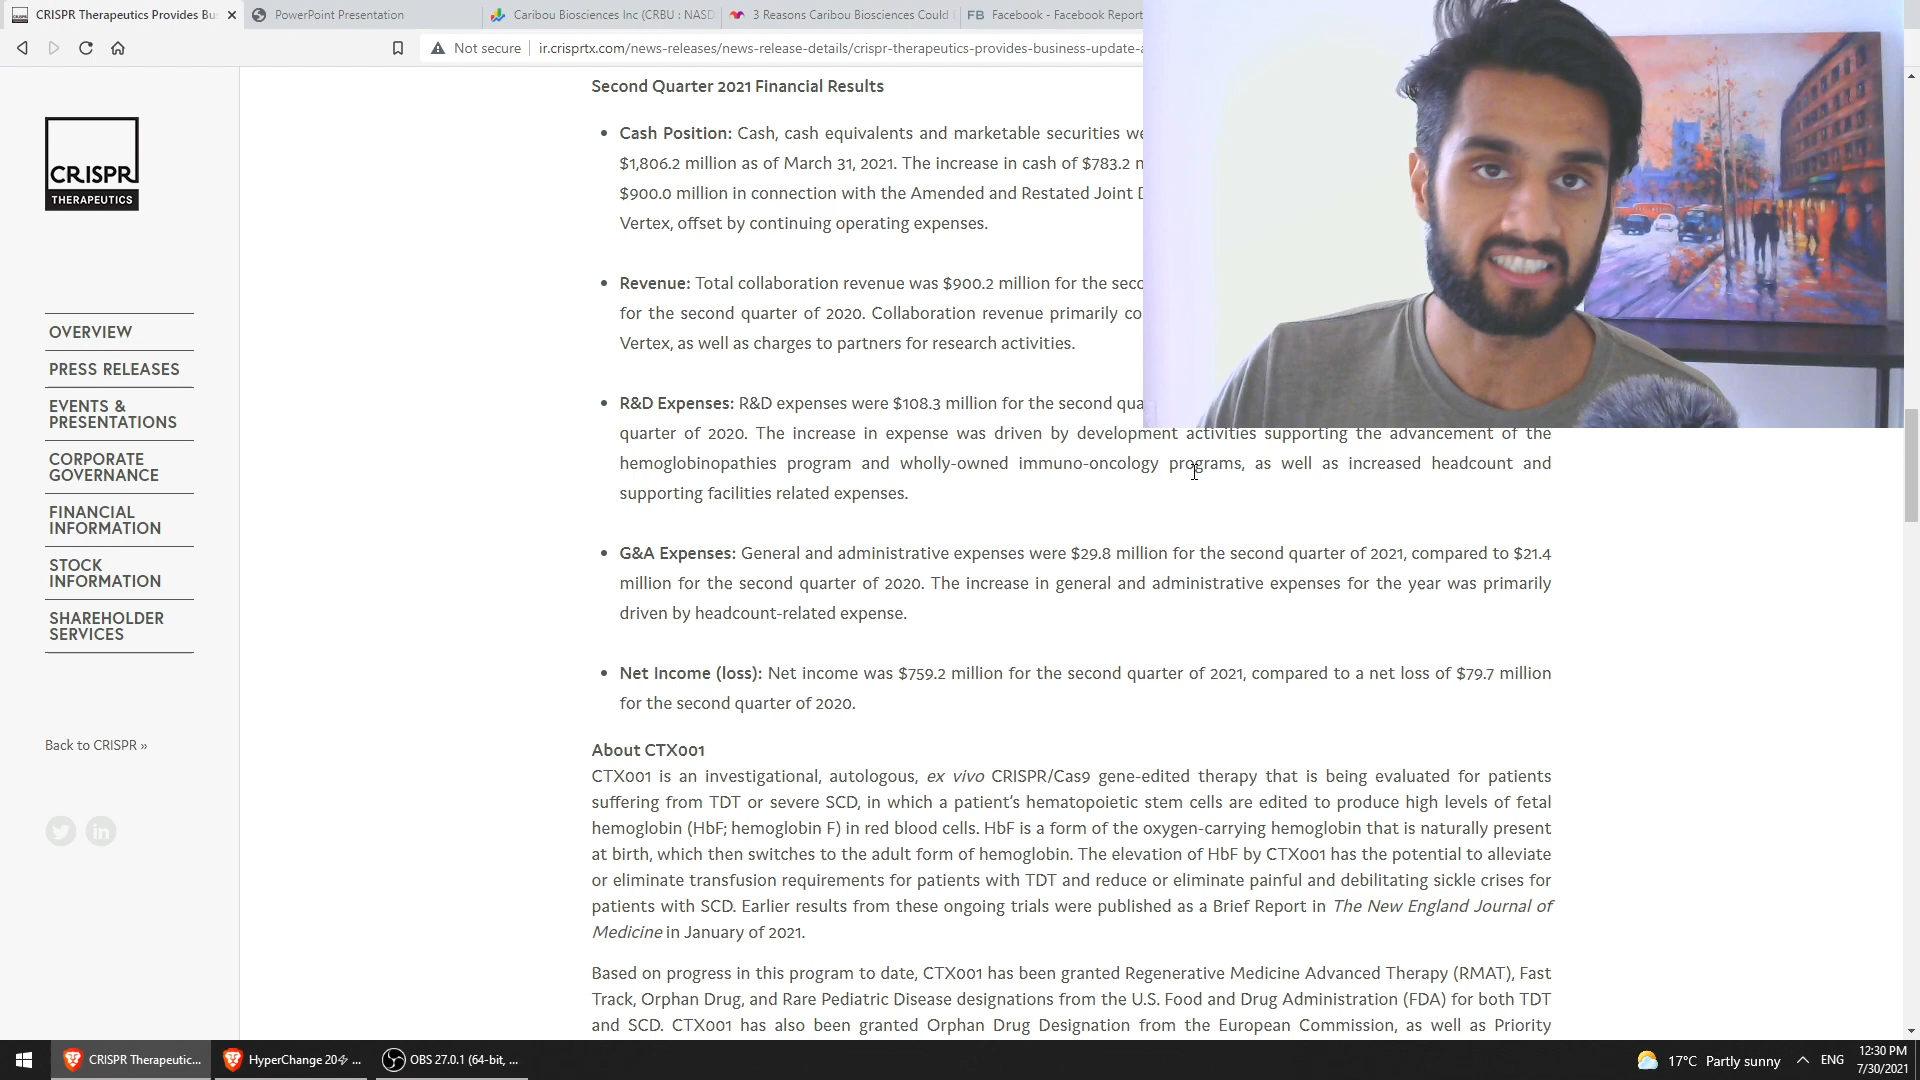 CRISPR Therapeutics Provides Bu
PowerPoint Presentation
Caribou Biosciences Inc (CRBU : NASD
3 Reasons Caribou Biosciences Could
FB Facebook - Facebook Report
Not secure
ir.crisprtx.com/news-releases/news-release-details/crispr-therapeutics-provides-business-update-a
CRISPR
THERAPEUTICS
OVERVIEW
PRESS RELEASES
EVENTS &
PRESENTATIONS
CORPORATE
GOVERNANCE
FINANCIAL
INFORMATION
STOCK
INFORMATION
SHAREHOLDER
SERVICES
Back to CRISPR »
Second Quarter 2021 Financial Results
• Cash Position: Cash, cash equivalents and marketable securities we
$1,806.2 million as of March 31, 2021. The increase in cash of $783.2 m
$900.0 million in connection with the Amended and Restated Joint D
Vertex, offset by continuing operating expenses.
• Revenue: Total collaboration revenue was $900.2 million for the seco
for the second quarter of 2020. Collaboration revenue primarily co
Vertex, as well as charges to partners for research activities.
• R&D Expenses: R&D expenses were $108.3 million for the second qua
quarter of 2020. The increase in expense was driven by development activities supporting the advancement of the
hemoglobinopathies program and wholly-owned immuno-oncology programs, as well as increased headcount and
supporting facilities related expenses.
• G&A Expenses: General and administrative expenses were $29.8 million for the second quarter of 2021, compared to $21.4
million for the second quarter of 2020. The increase in general and administrative expenses for the year was primarily
driven by headcount-related expense.
• Net Income (loss): Net income was $759.2 million for the second quarter of 2021, compared to a net loss of $79.7 million
for the second quarter of 2020.
About CTX001
CTX001 is an investigational, autologous, ex vivo CRISPR/Cas9 gene-edited therapy that is being evaluated for patients
suffering from TDT or severe SCD, in which a patient's hematopoietic stem cells are edited to produce high levels of fetal
hemoglobin (HbF; hemoglobin F) in red blood cells. HbF is a form of the oxygen-carrying hemoglobin that is naturally present
at birth, which then switches to the adult form of hemoglobin. The elevation of HbF by CTX001 has the potential to alleviate
or eliminate transfusion requirements for patients with TDT and reduce or eliminate painful and debilitating sickle crises for
patients with SCD. Earlier results from these ongoing trials were published as a Brief Report in The New England Journal of
Medicine in January of 2021.
Based on progress in this program to date, CTX001 has been granted Regenerative Medicine Advanced Therapy (RMAT), Fast
Track, Orphan Drug, and Rare Pediatric Disease designations from the U.S. Food and Drug Administration (FDA) for both TDT
and SCD. CTX001 has also been granted Orphan Drug Designation from the European Commission, as well as Priority
CRISPR Therapeutic...
HyperChange 20 ...
OBS 27.0.1 (64-bit, ...
17°C Partly sunny
ENG
12:30 PM
7/30/2021